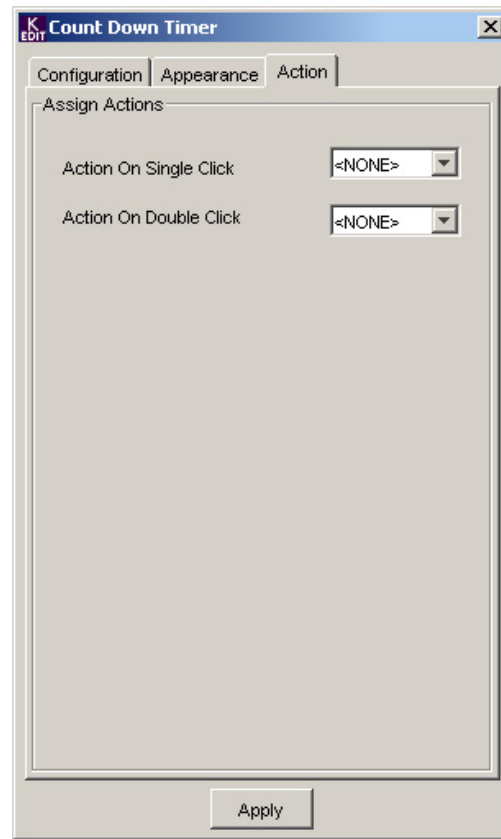 K
EDIT Count Down Timer
Configuration Appearance Action
Assign Actions
Action On Single Click <NONE>
Action On Double Click <NONE>
Apply